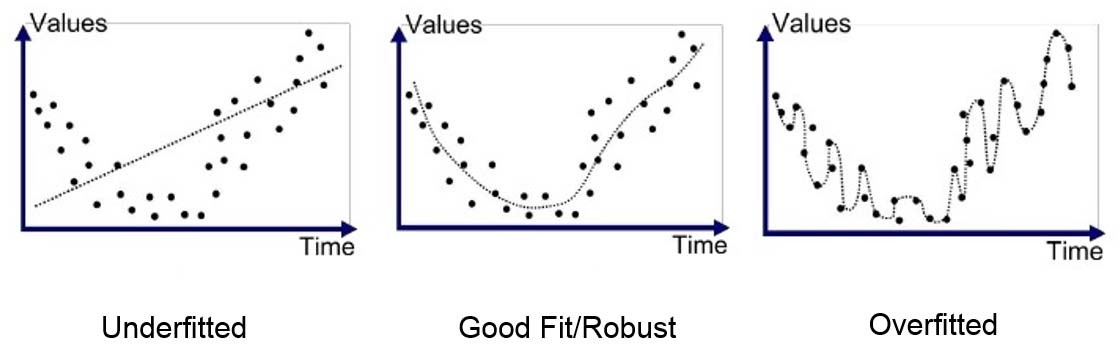 Values
Time
Underfitted
Values
Time
Good Fit/Robust
Values
Time
Overfitted